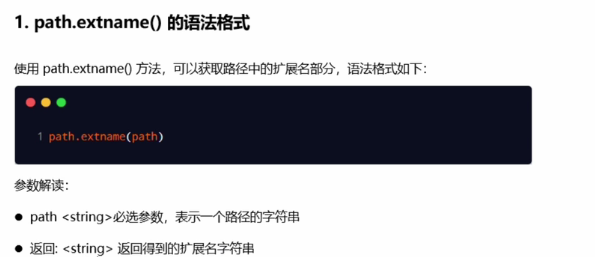 1. path.extname() 的语法格式
使用 path.extname() 方法，可以获取路径中的扩展名部分，语法格式如下：
1 path.extname(path)
参数解读：
● path <string>必选参数，表示一个路径的字符串
● 返回: <string> 返回得到的扩展名字符串